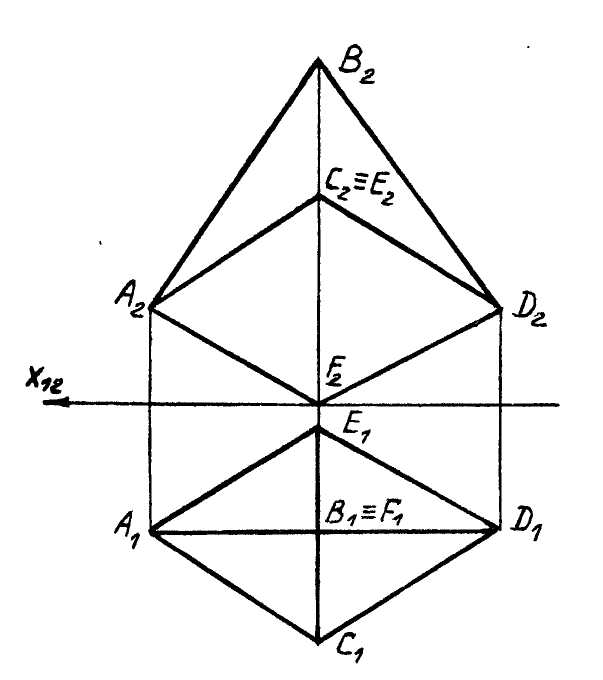 B₂
C₂≡E₂
A₂
D₂
F₂
X₁₂
E₁
B₁≡F₁
A₁
D₁
C₁